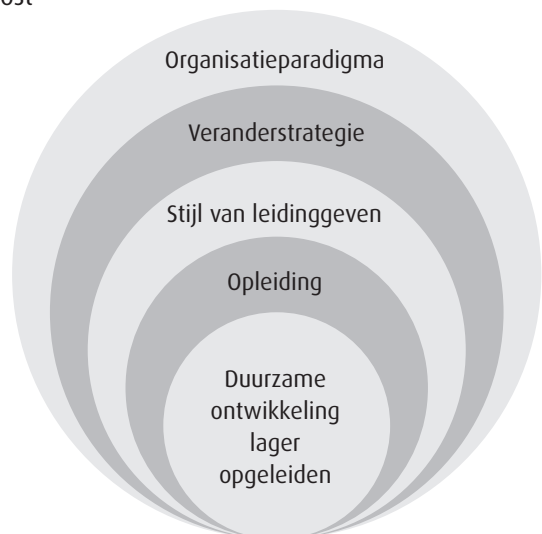 Organisatieparadigma
Veranderstrategie
Stijl van leidinggeven
Opleiding
Duurzame
ontwikkeling
lager
opgeleiden